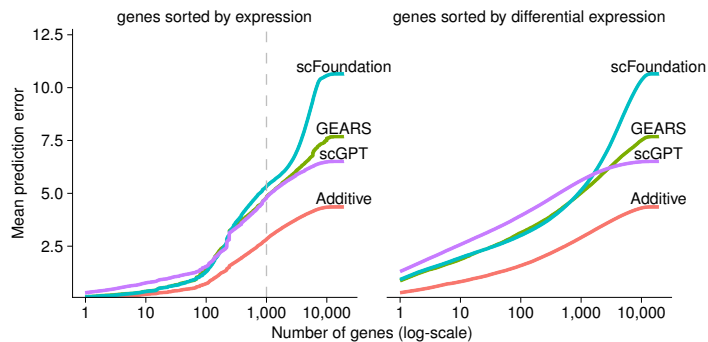 genes sorted by expression
genes sorted by differential expression
Mean prediction error
12.5
10.0
7.5
5.0
2.5
scFoundation
GEARS
scGPT
Additive
scFoundation
GEARS
scGPT
Additive
1
10
100
1,000
10,000
1
10
100
1,000
10,000
Number of genes (log-scale)